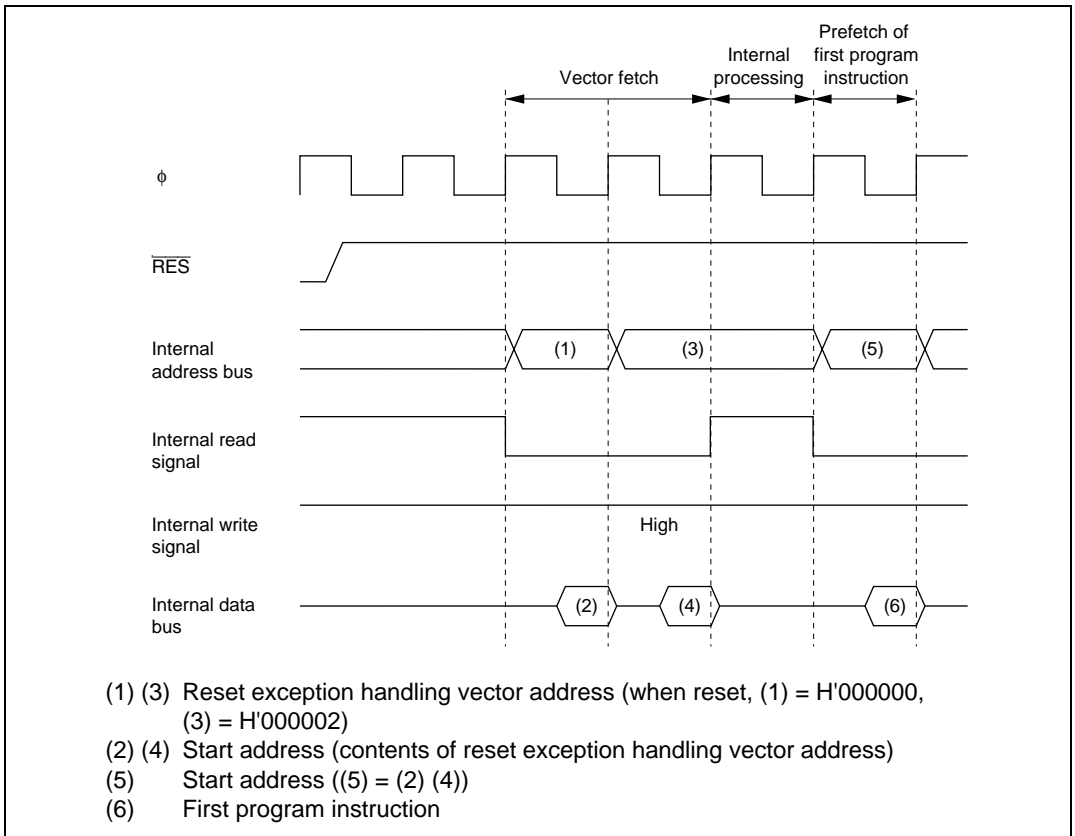 Prefetch of
first program
instruction
Internal
processing
Vector fetch
ϕ
RES
Internal
address bus
(1)
(3)
(5)
Internal read
signal
Internal write
signal
High
Internal data
bus
(2)
(4)
(6)
(1) (3) Reset exception handling vector address (when reset, (1) = H'000000,
(3) = H'000002)
(2) (4) Start address (contents of reset exception handling vector address)
(5) Start address ((5) = (2) (4))
(6) First program instruction